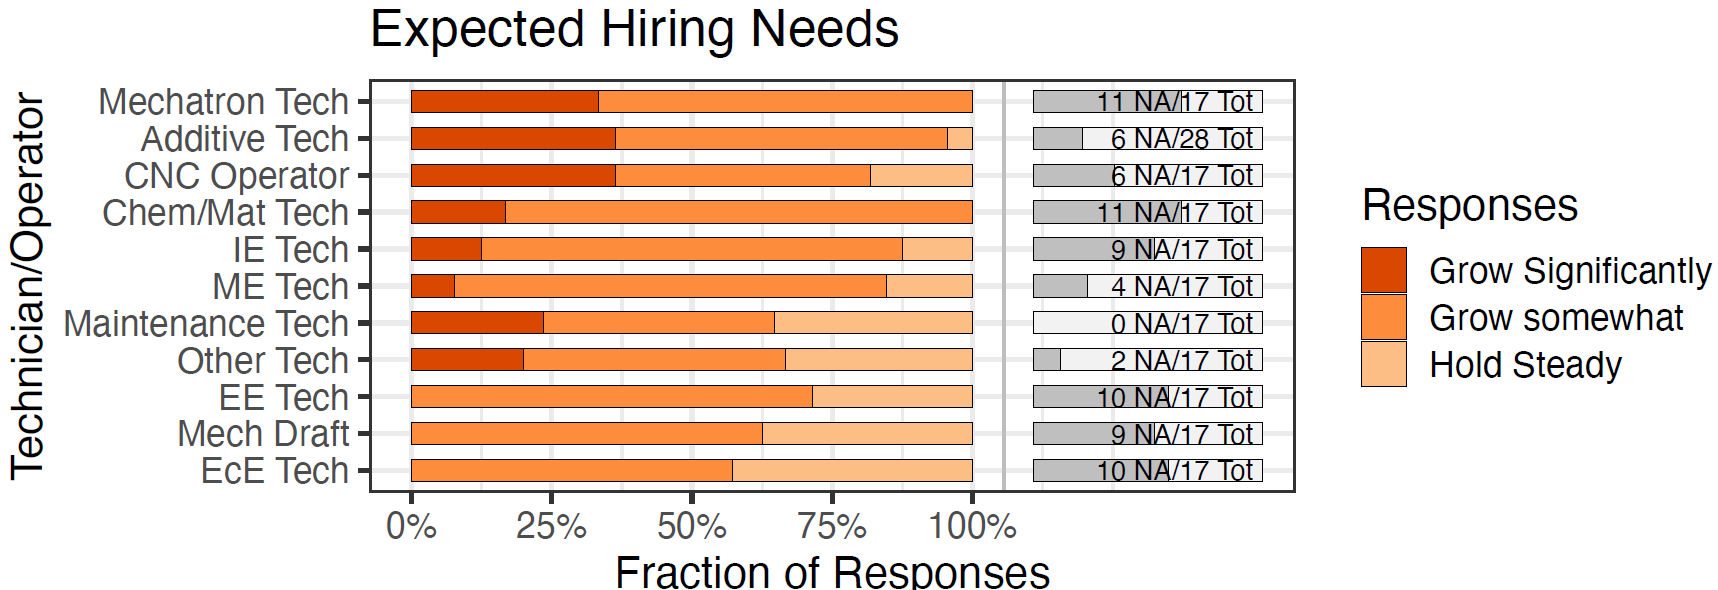 Expected Hiring Needs
Technician/Operator
Mechatron Tech
11 NA/17 Tot
Additive Tech
6 NA/28 Tot
CNC Operator
6 NA/17 Tot
Chem/Mat Tech
11 NA/17 Tot
IE Tech
9 NA/17 Tot
ME Tech
4 NA/17 Tot
Maintenance Tech
0 NA/17 Tot
Other Tech
2 NA/17 Tot
EE Tech
10 NA/17 Tot
Mech Draft
9 NA/17 Tot
EcE Tech
10 NA/17 Tot
0% 25% 50% 75% 100%
Fraction of Responses
Responses
Grow Significantly
Grow somewhat
Hold Steady